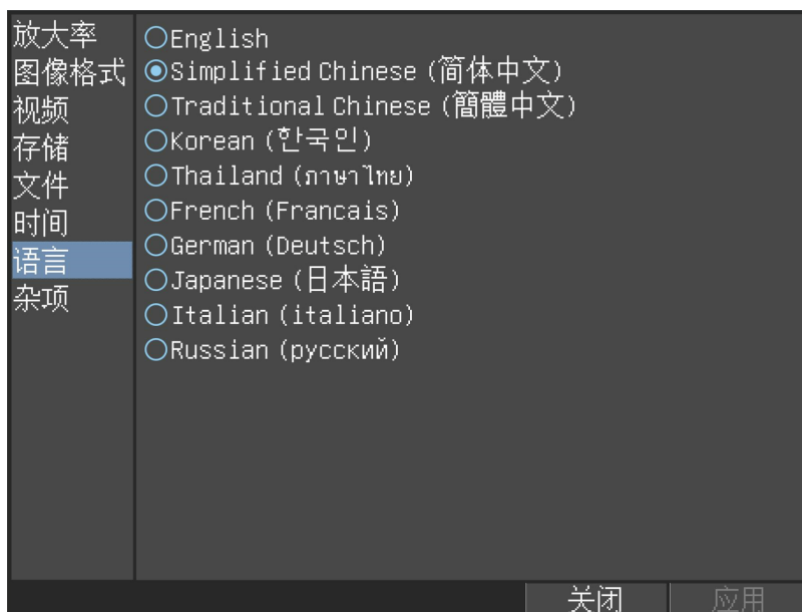 放大率
图像格式
视频
存储
文件
时间
语言
杂项
English
Simplified Chinese (简体中文)
Traditional Chinese (簡體中文)
Korean (한국인)
Thailand (ภาษาไทย)
French (Francais)
German (Deutsch)
Japanese (日本語)
Italian (italiano)
Russian (русский)
关闭
应用